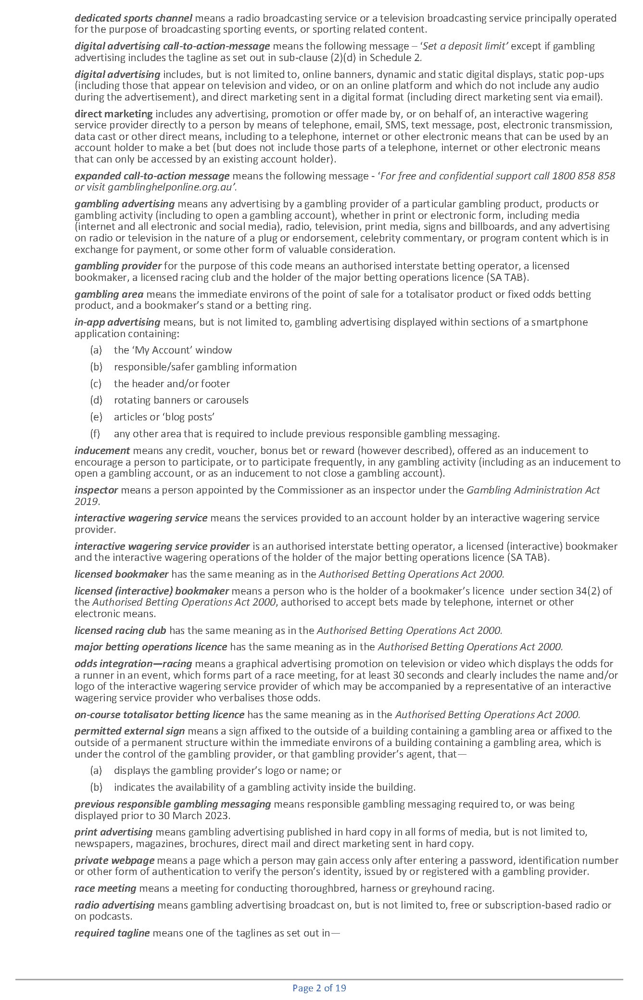 dedicated sports channel means a radio broadcasting service or a television broadcasting service principally operated
for the purpose of broadcasting sporting events, or sporting related content.
digital advertising call-to-action-message means the following message – ‘Set a deposit limit’ except if gambling
advertising includes the tagline as set out in sub-clause (2)(d) in Schedule 2.
digital advertising includes, but is not limited to, online banners, dynamic and static digital displays, static pop-ups
(including those that appear on television and video, or on an online platform and which do not include any audio
during the advertisement), and direct marketing sent in a digital format (including direct marketing sent via email).
direct marketing includes any advertising, promotion or offer made by, or on behalf of, an interactive wagering
service provider directly to a person by means of telephone, email, SMS, text message, post, electronic transmission,
data cast or other direct means, including to a telephone, internet or other electronic means that can be used by an
account holder to make a bet (but does not include those parts of a telephone, internet or other electronic means
that can only be accessed by an existing account holder).
expanded call-to-action message means the following message - ‘For free and confidential support call 1800 858 858
or visit gamblinghelponline.org.au’.
gambling advertising means any advertising by a gambling provider of a particular gambling product, products or
gambling activity (including to open a gambling account), whether in print or electronic form, including media
(internet and all electronic and social media), radio, television, print media, signs and billboards, and any advertising
on radio or television in the nature of a plug or endorsement, celebrity commentary, or program content which is in
exchange for payment, or some other form of valuable consideration.
gambling provider for the purpose of this code means an authorised interstate betting operator, a licensed
bookmaker, a licensed racing club and the holder of the major betting operations licence (SA TAB).
gambling area means the immediate environs of the point of sale for a totalisator product or fixed odds betting
product, and a bookmaker’s stand or a betting ring.
in-app advertising means, but is not limited to, gambling advertising displayed within sections of a smartphone
application containing:
(a) the ‘My Account’ window
(b) responsible/safer gambling information
(c) the header and/or footer
(d) rotating banners or carousels
(e) articles or ‘blog posts’
(f) any other area that is required to include previous responsible gambling messaging.
inducement means any credit, voucher, bonus bet or reward (however described), offered as an inducement to
encourage a person to participate, or to participate frequently, in any gambling activity (including as an inducement to
open a gambling account, or as an inducement to not close a gambling account).
inspector means a person appointed by the Commissioner as an inspector under the Gambling Administration Act
2019.
interactive wagering service means the services provided to an account holder by an interactive wagering service
provider.
interactive wagering service provider is an authorised interstate betting operator, a licensed (interactive) bookmaker
and the interactive wagering operations of the holder of the major betting operations licence (SA TAB).
licensed bookmaker has the same meaning as in the Authorised Betting Operations Act 2000.
licensed (interactive) bookmaker means a person who is the holder of a bookmaker’s licence under section 34(2) of
the Authorised Betting Operations Act 2000, authorised to accept bets made by telephone, internet or other
electronic means.
licensed racing club has the same meaning as in the Authorised Betting Operations Act 2000.
major betting operations licence has the same meaning as in the Authorised Betting Operations Act 2000.
odds integration—racing means a graphical advertising promotion on television or video which displays the odds for
a runner in an event, which forms part of a race meeting, for at least 30 seconds and clearly includes the name and/or
logo of the interactive wagering service provider of which may be accompanied by a representative of an interactive
wagering service provider who verbalises those odds.
on-course totalisator betting licence has the same meaning as in the Authorised Betting Operations Act 2000.
permitted external sign means a sign affixed to the outside of a building containing a gambling area or affixed to the
outside of a permanent structure within the immediate environs of a building containing a gambling area, which is
under the control of the gambling provider, or that gambling provider’s agent, that—
(a) displays the gambling provider’s logo or name; or
(b) indicates the availability of a gambling activity inside the building.
previous responsible gambling messaging means responsible gambling messaging required to, or was being
displayed prior to 30 March 2023.
print advertising means gambling advertising published in hard copy in all forms of media, but is not limited to,
newspapers, magazines, brochures, direct mail and direct marketing sent in hard copy.
private webpage means a page which a person may gain access only after entering a password, identification number
or other form of authentication to verify the person’s identity, issued by or registered with a gambling provider.
race meeting means a meeting for conducting thoroughbred, harness or greyhound racing.
radio advertising means gambling advertising broadcast on, but is not limited to, free or subscription-based radio or
on podcasts.
required tagline means one of the taglines as set out in—
Page 2 of 19